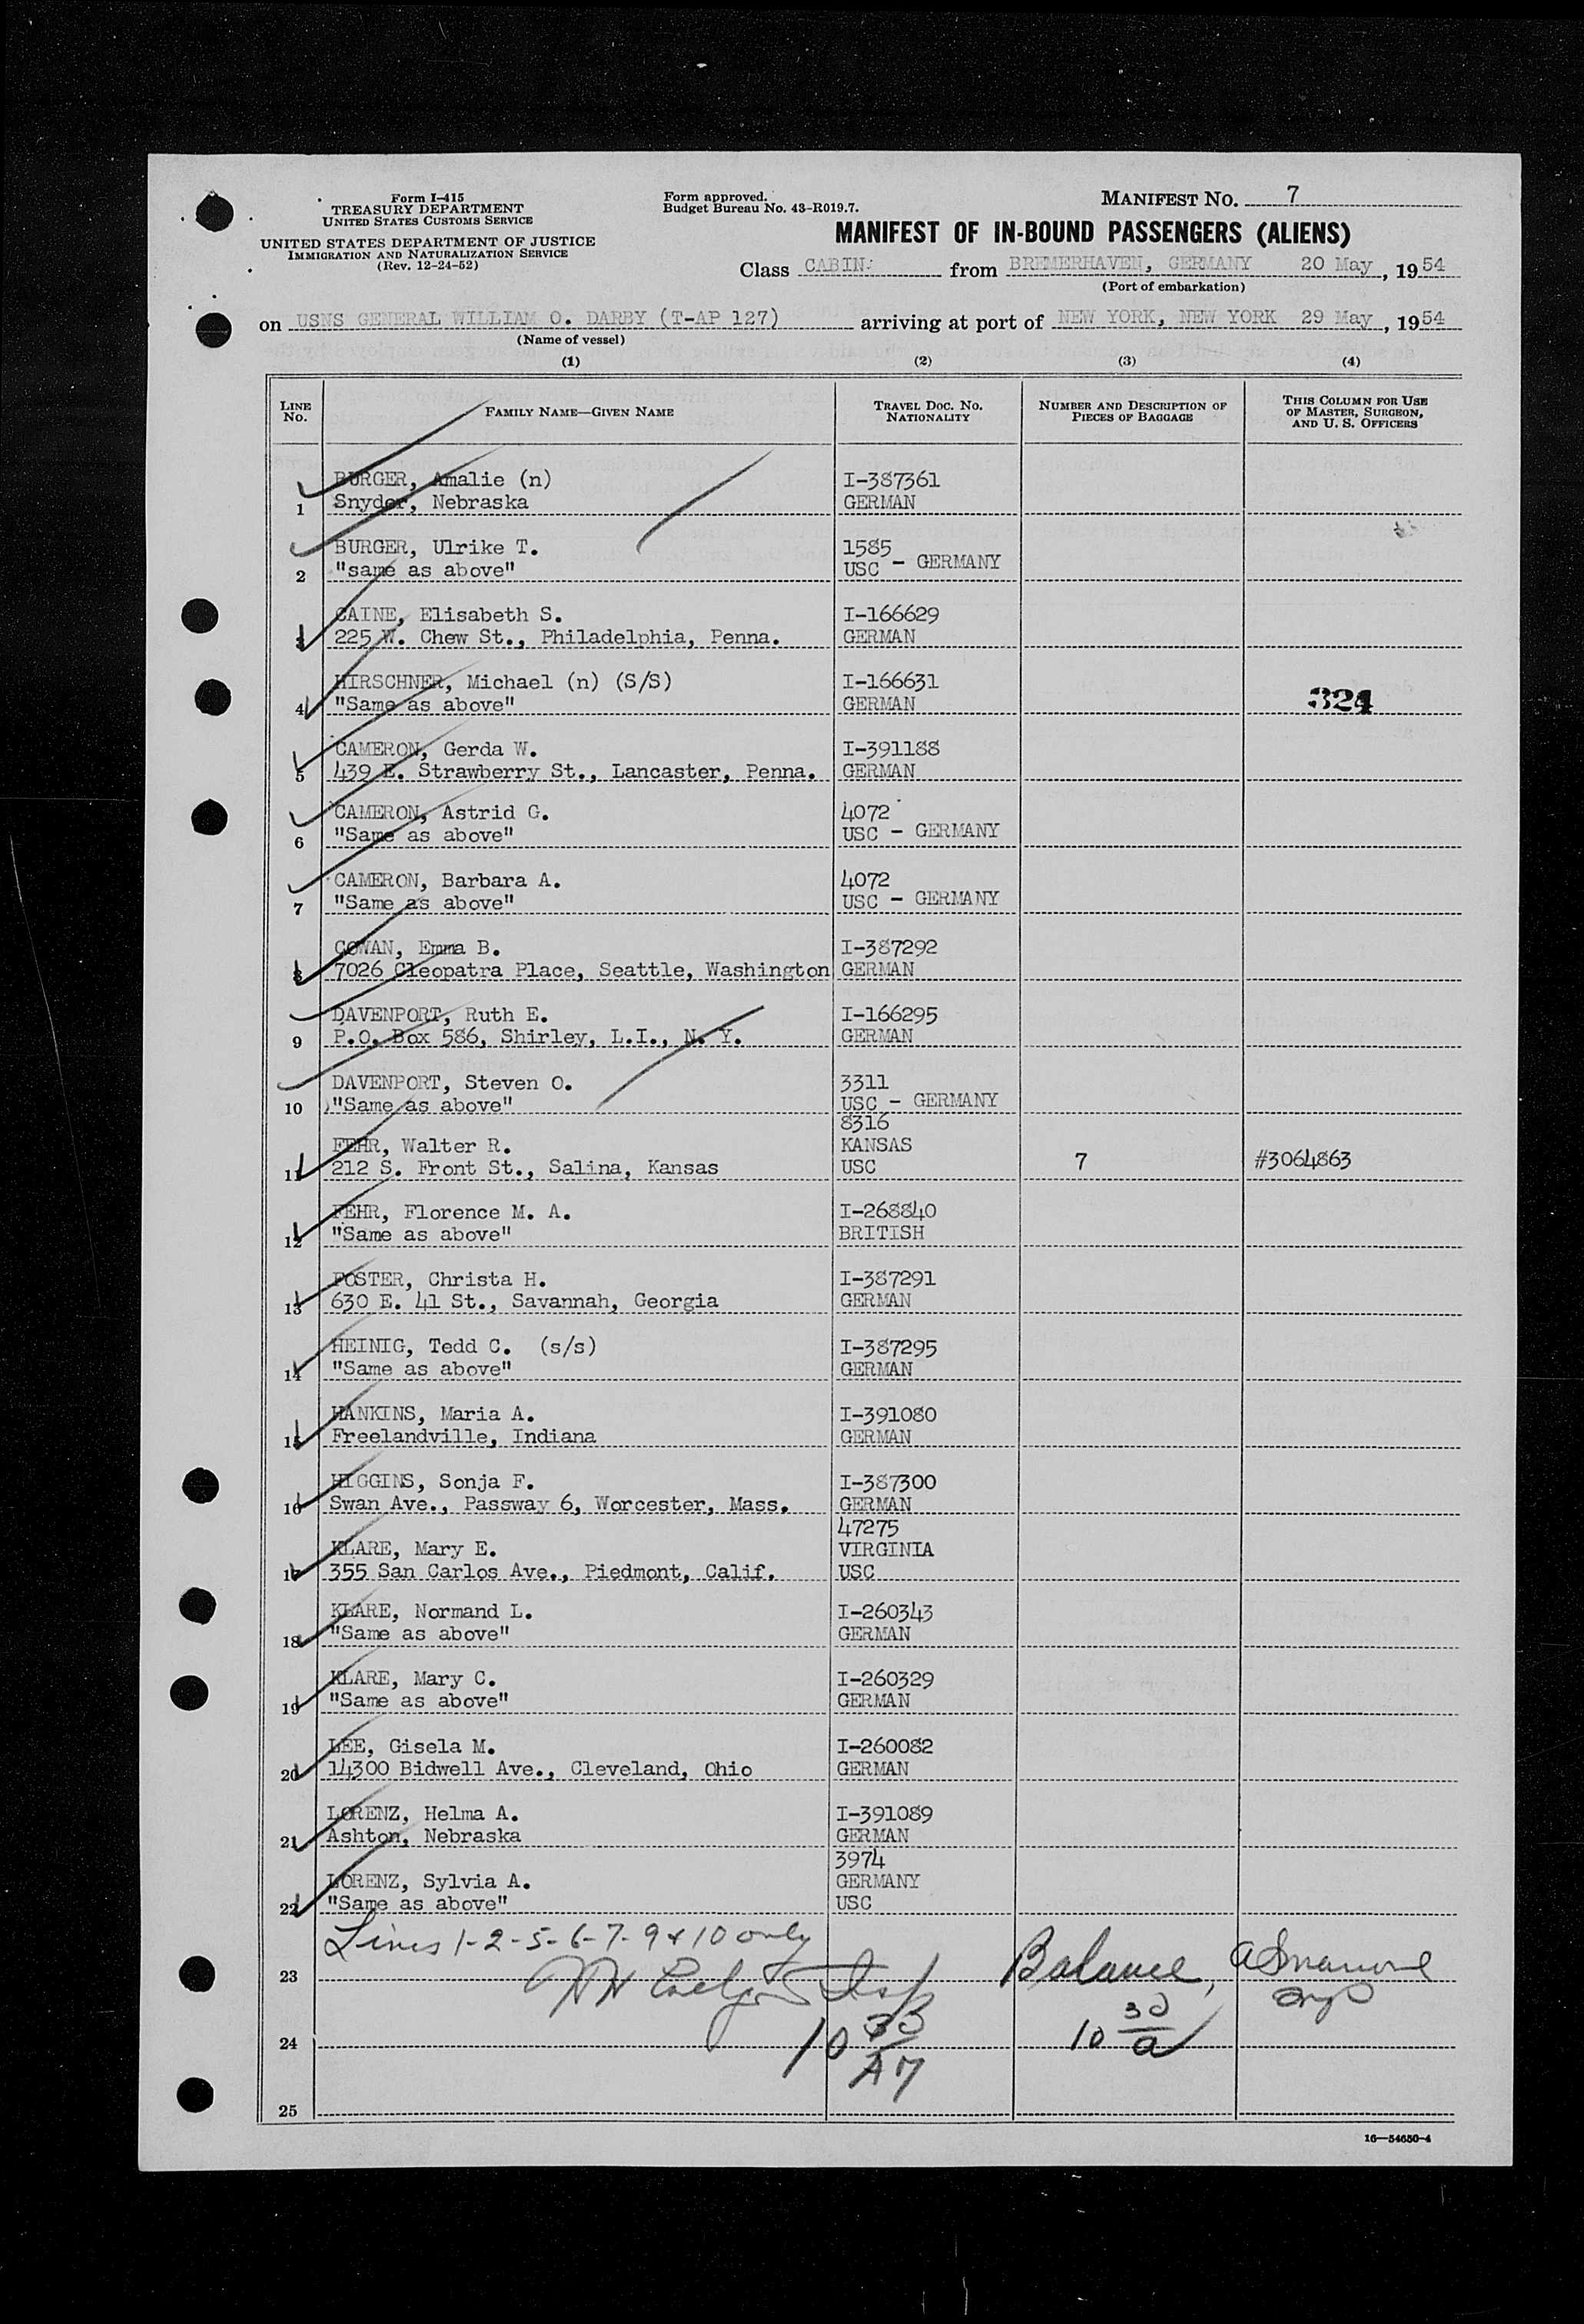 Form I-415
TREASURY DEPARTMENT
UNITED STATES CUSTOMS SERVICE
UNITED STATES DEPARTMENT OF JUSTICE
IMMIGRATION AND NATURALIZATION SERVICE
(Rev. 12-24-52)
Form approved.
Budget Bureau No. 43-R019.7.
MANIFEST NO. 7
MANIFEST OF IN-BOUND PASSENGERS (ALIENS)
Class CABIN from BREMERHAVEN, GERMANY 20 May, 1954
(Port of embarkation)
on USNS GENERAL WILLIAM O. DARBY (T-AP 127) arriving at port of NEW YORK, NEW YORK 29 May, 1954
(Name of vessel)
(1) (2) (3) (4)
LINE NO. FAMILY NAME—GIVEN NAME TRAVEL DOC. NO. NATIONALITY NUMBER AND DESCRIPTION OF PIECES OF BAGGAGE THIS COLUMN FOR USE OF MASTER, SURGEON, AND U. S. OFFICERS
BURGER, Amalie (n) I-387361
1 Snyder, Nebraska GERMAN
BURGER, Ulrike T. 1585
2 "same as above" USC - GERMANY
CAINE, Elisabeth S. I-166629
3 225 W. Chew St., Philadelphia, Penna. GERMAN
HIRSCHNER, Michael (n) (S/S) I-166631
4 "Same as above" GERMAN 324
CAMERON, Gerda W. I-391188
5 439 E. Strawberry St., Lancaster, Penna. GERMAN
CAMERON, Astrid G. 4072
6 "Same as above" USC - GERMANY
CAMERON, Barbara A. 4072
7 "Same as above" USC - GERMANY
COWAN, Emma B. I-387292
8 7026 Cleopatra Place, Seattle, Washington GERMAN
DAVENPORT, Ruth E. I-166295
9 P.O. Box 586, Shirley, L.I., N. Y. GERMAN
DAVENPORT, Steven O. 3311
10 "Same as above" USC - GERMANY
8316
FEHR, Walter R. KANSAS
11 212 S. Front St., Salina, Kansas USC 7 #3064863
FEHR, Florence M. A. I-268840
12 "Same as above" BRITISH
FOSTER, Christa H. I-387291
13 630 E. 41 St., Savannah, Georgia GERMAN
HEINIG, Tedd C. (s/s) I-387295
14 "Same as above" GERMAN
HANKINS, Maria A. I-391080
15 Freelandville, Indiana GERMAN
HIGGINS, Sonja F. I-387300
16 Swan Ave., Passway 6, Worcester, Mass. GERMAN
47275
KLARE, Mary E. VIRGINIA
17 355 San Carlos Ave., Piedmont, Calif. USC
KLARE, Normand L. I-260343
18 "Same as above" GERMAN
KLARE, Mary C. I-260329
19 "Same as above" GERMAN
LEE, Gisela M. I-260082
20 14300 Bidwell Ave., Cleveland, Ohio GERMAN
LORENZ, Helma A. I-391089
21 Ashton, Nebraska GERMAN
3974
LORENZ, Sylvia A. GERMANY
22 "Same as above" USC
Lines 1-2-5-6-7-9 & 10 only
23 Insp Balance,
24 10 33 AM 10 30 a
25
16—54650-4